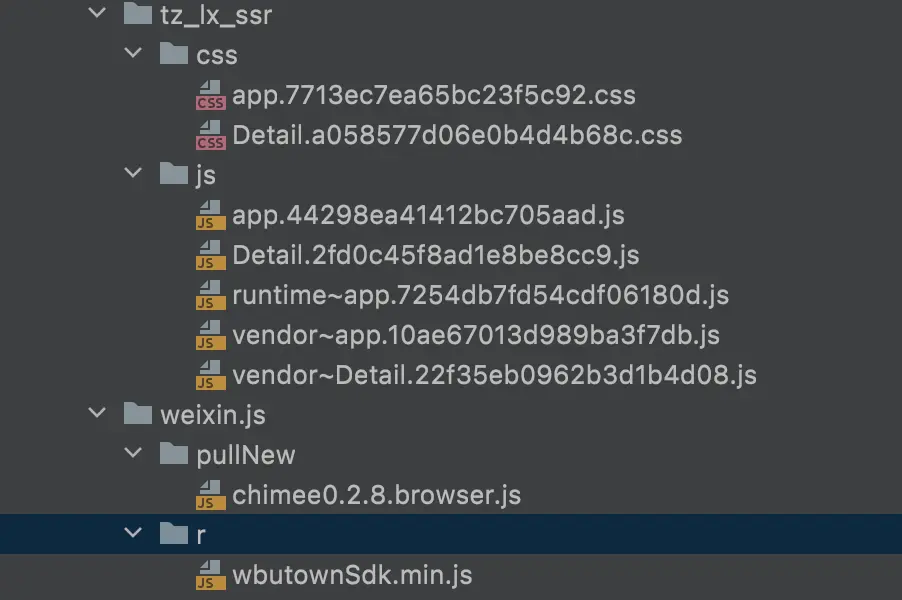 tz_lx_ssr
css
CSS app.7713ec7ea65bc23f5c92.css
CSS Detail.a058577d06e0b4d4b68c.css
js
JS app.44298ea41412bc705aad.js
JS Detail.2fd0c45f8ad1e8be8cc9.js
JS runtime~app.7254db7fd54cdf06180d.js
JS vendor~app.10ae67013d989ba3f7db.js
JS vendor~Detail.22f35eb0962b3d1b4d08.js
weixin.js
pullNew
JS chimee0.2.8.browser.js
r
JS wbutownSdk.min.js